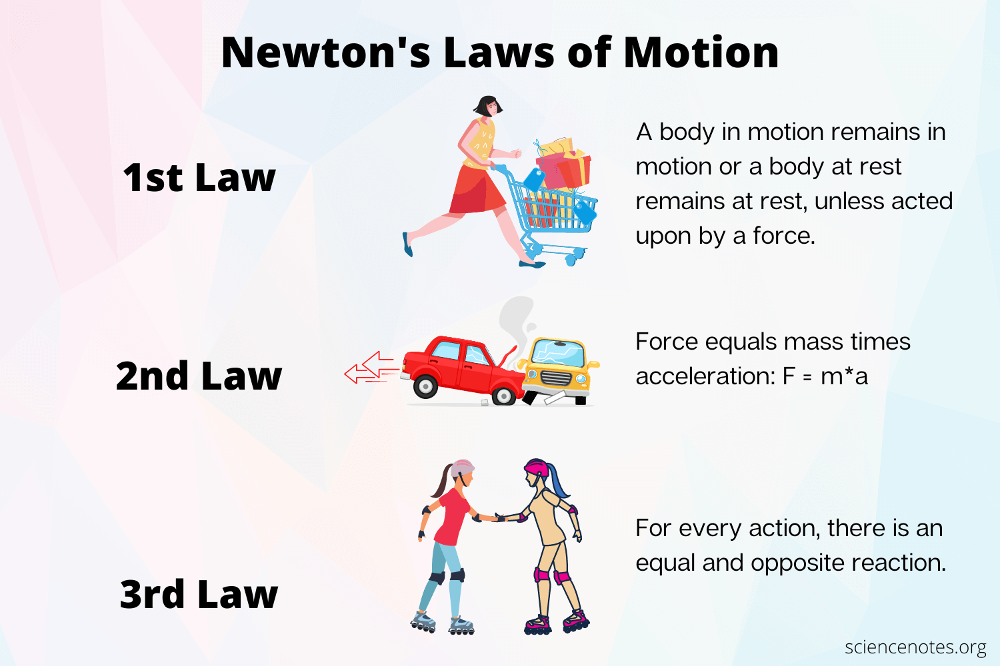 Newton's Laws of Motion
1st Law
A body in motion remains in
motion or a body at rest
remains at rest, unless acted
upon by a force.
2nd Law
Force equals mass times
acceleration: F = m*a
3rd Law
For every action, there is an
equal and opposite reaction.
sciencenotes.org